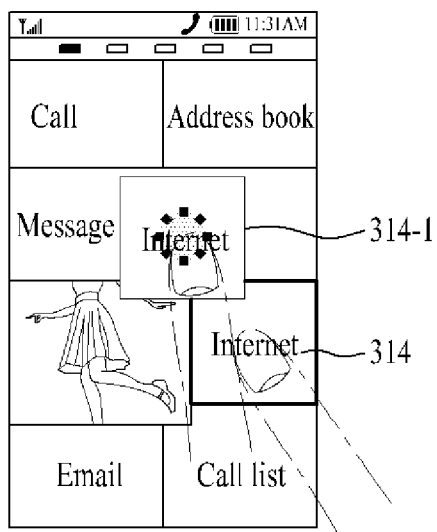 11:31AM
Call
Address book
Message
Internet
314-1
Internet
314
Email
Call list